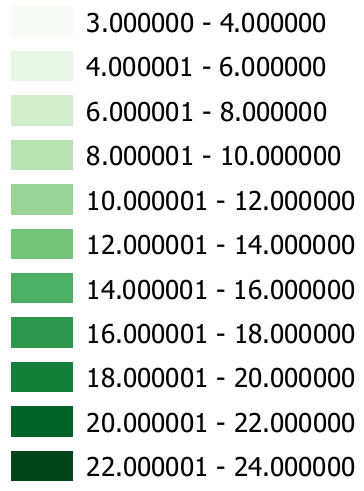 3.000000 - 4.000000
4.000001 - 6.000000
6.000001 - 8.000000
8.000001 - 10.000000
10.000001 - 12.000000
12.000001 - 14.000000
14.000001 - 16.000000
16.000001 - 18.000000
18.000001 - 20.000000
20.000001 - 22.000000
22.000001 - 24.000000